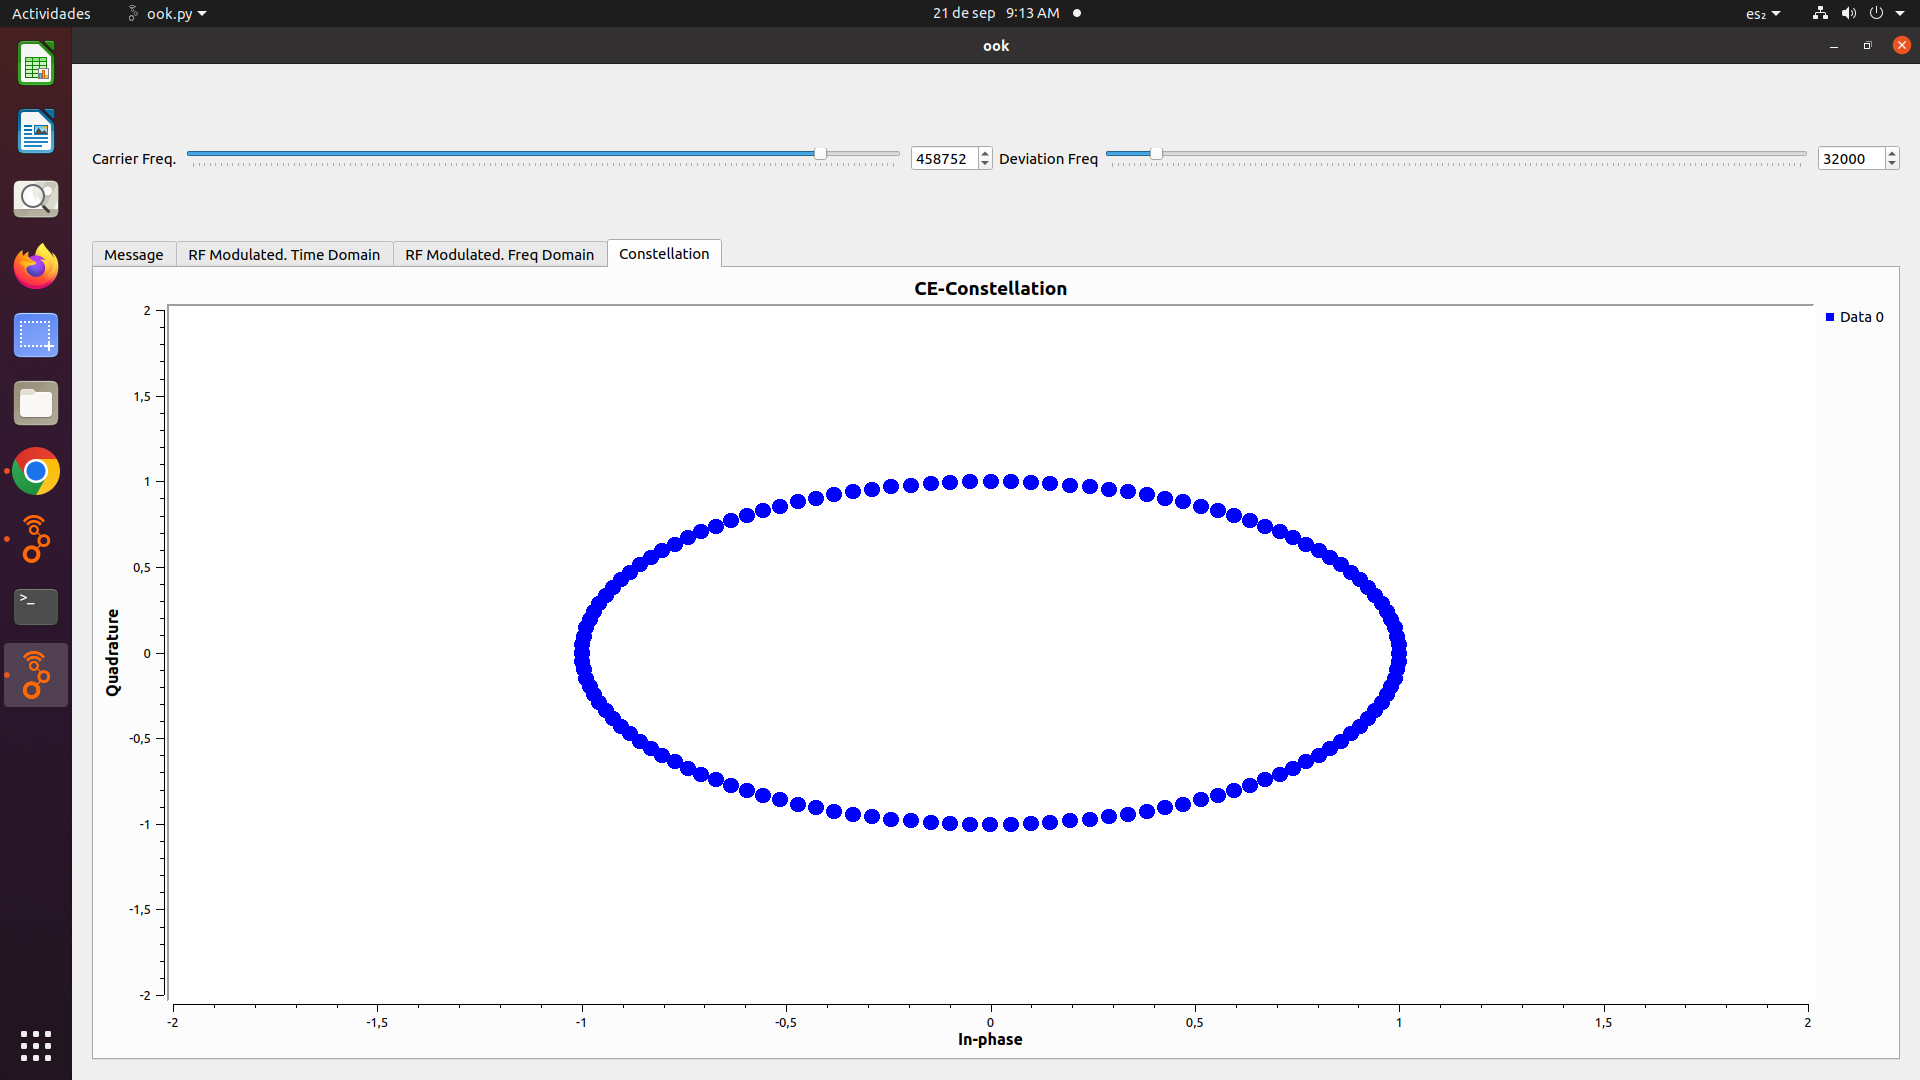 Actividades ook.py 21 de sep 9:13 AM es₂
ook
Carrier Freq. 458752 Deviation Freq 32000
Message RF Modulated. Time Domain RF Modulated. Freq Domain Constellation
CE-Constellation
Data 0
2
1,5
1
0,5
0
-0,5
-1
-1,5
-2
Quadrature
-2 -1,5 -1 -0,5 0 0,5 1 1,5 2
In-phase
>_